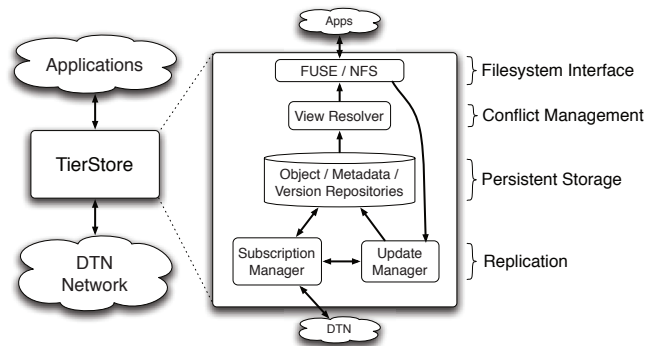 Apps
Applications
FUSE / NFS
Filesystem Interface
View Resolver
Conflict Management
TierStore
Object / Metadata /
Version Repositories
Persistent Storage
DTN
Network
Subscription
Manager
Update
Manager
Replication
DTN